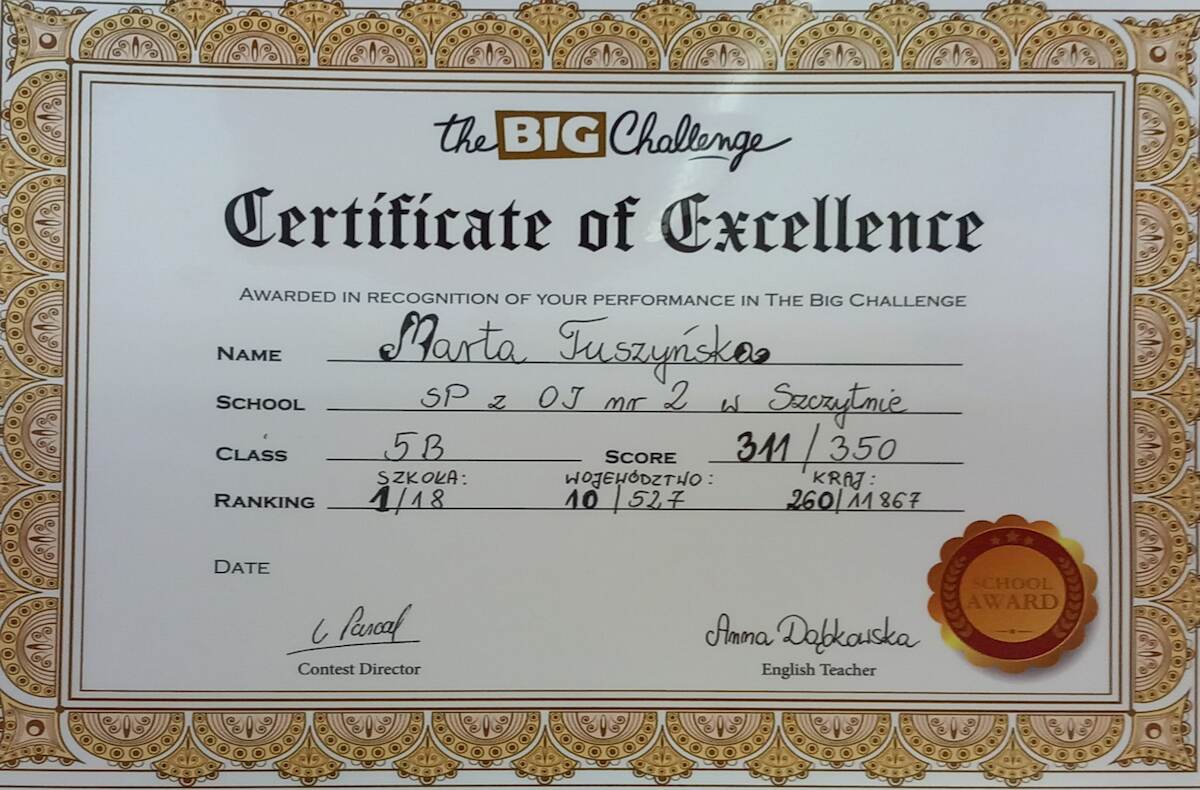 the BIG Challenge
Certificate of Excellence
AWARDED IN RECOGNITION OF YOUR PERFORMANCE IN THE BIG CHALLENGE
NAME Marta Tuszyńska
SCHOOL SP z OI nr 2 w Szczytnie
CLASS 5B SCORE 311/350
SZKOŁA: WOJEWÓDZTWO: KRAJ:
RANKING 1/18 10/527 260/11867
DATE
SCHOOL
AWARD
Anna Dąbkowska
Contest Director English Teacher